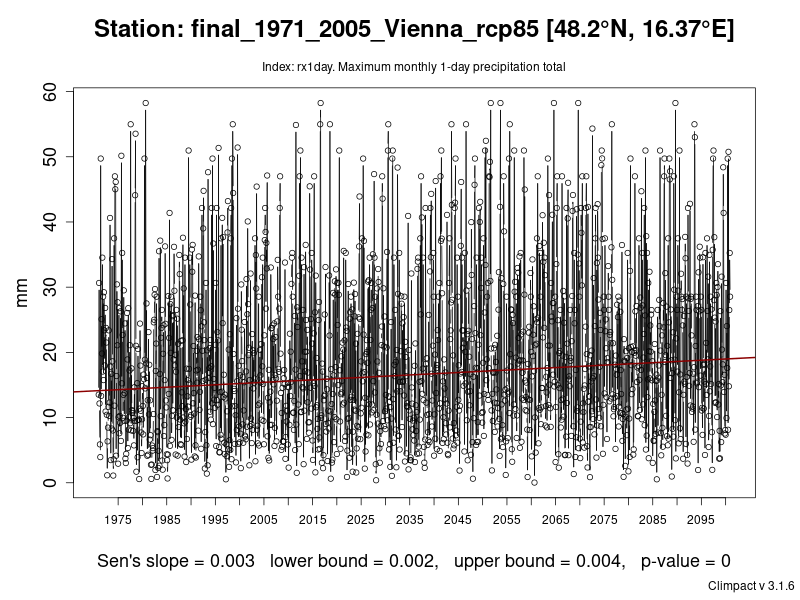 Station: final_1971_2005_Vienna_rcp85 [48.2°N, 16.37°E]
Index: rx1day. Maximum monthly 1-day precipitation total
60
50
40
30
20
10
0
mm
1975 1985 1995 2005 2015 2025 2035 2045 2055 2065 2075 2085 2095
Sen's slope = 0.003 lower bound = 0.002, upper bound = 0.004, p-value = 0
Climpact v 3.1.6